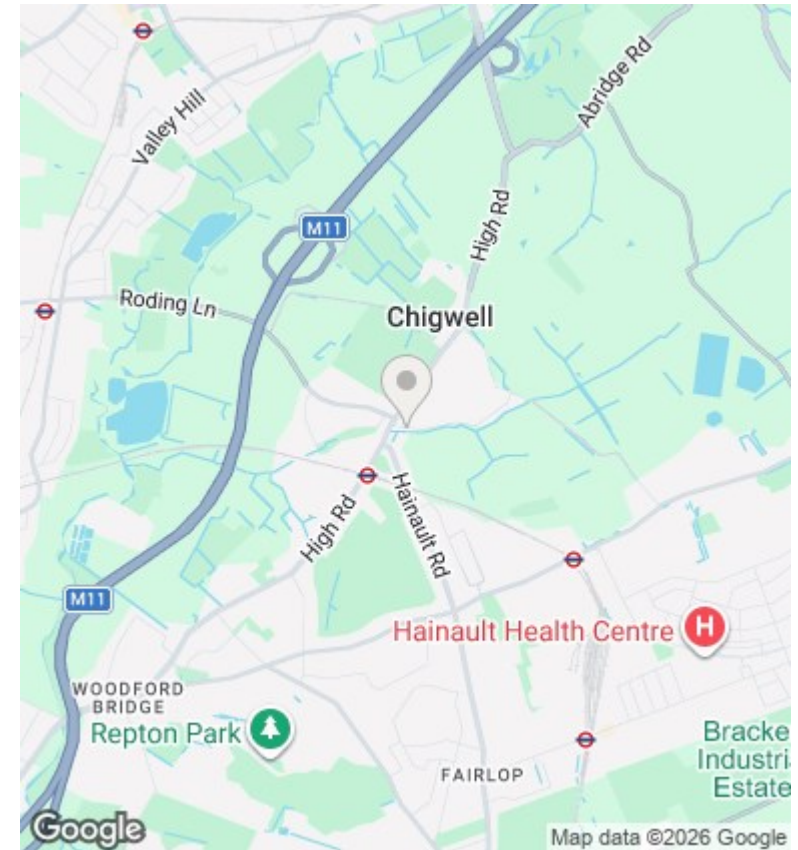 Abridge Rd
Valley Hill
High Rd
M11
Roding Ln
Chigwell
High Rd
Hainault Rd
M11
Hainault Health Centre
H
WOODFORD
BRIDGE
Repton Park
Bracke
Industri
Estate
FAIRLOP
Google
Map data ©2026 Google